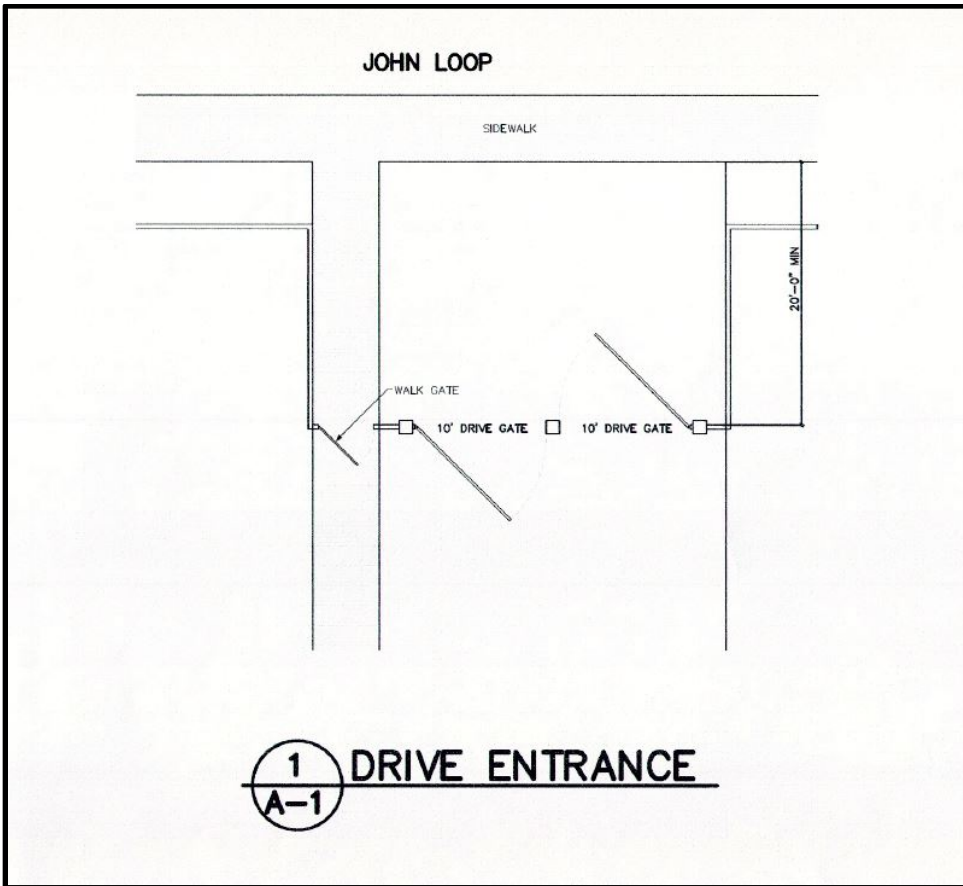 JOHN LOOP
SIDEWALK
20'-0" MIN
WALK GATE
10' DRIVE GATE
10' DRIVE GATE
1
A-1
DRIVE ENTRANCE